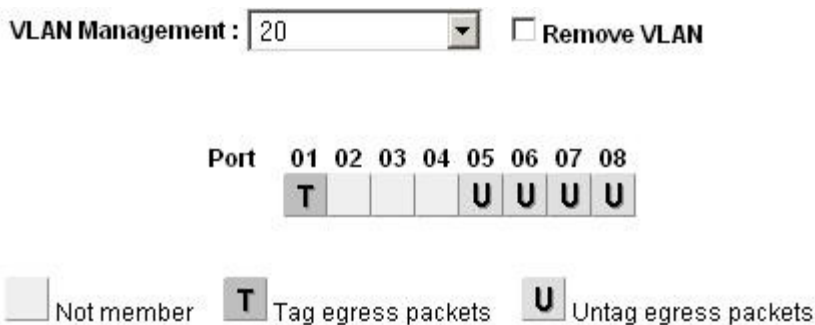 VLAN Management : 20 Remove VLAN
Port 01 02 03 04 05 06 07 08
T U U U U
Not member T Tag egress packets U Untag egress packets